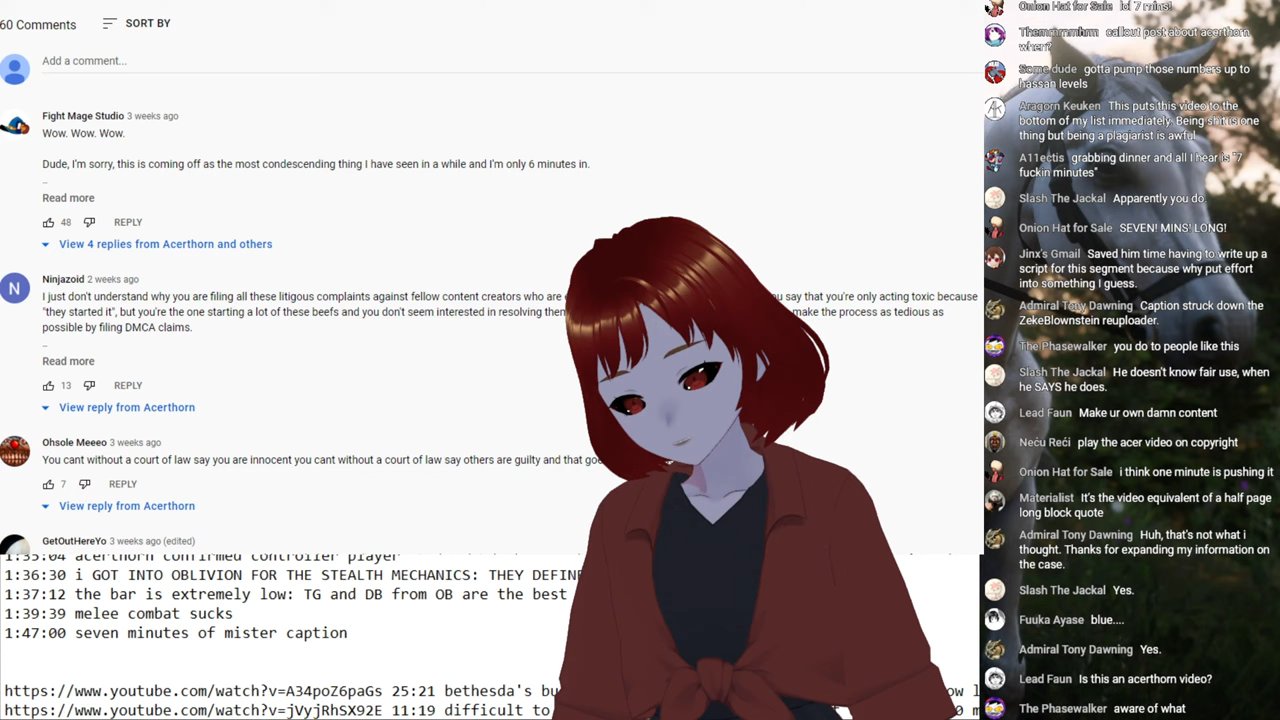 60 Comments
SORT BY
Add a comment...
Fight Mage Studio 3 weeks ago
Wow. Wow. Wow.
Dude, I'm sorry, this is coming off as the most condescending thing I have seen in a while and I'm only 6 minutes in.
..
Read more
48 REPLY
View 4 replies from Acerthorn and others
N
Ninjazoid 2 weeks ago
I just don't understand why you are filing all these litigous complaints against fellow content creators who are
you say that you're only acting toxic because
"they started it", but you're the one starting a lot of these beefs and you don't seem interested in resolving
make the process as tedious as
possible by filing DMCA claims.
..
Read more
13 REPLY
View reply from Acerthorn
Ohsole Meeeo 3 weeks ago
You cant without a court of law say you are innocent you cant without a court of law say others are guilty and that
7 REPLY
View reply from Acerthorn
GetOutHereYo 3 weeks ago (edited)
1:35:04 acerthorn confirmed controller player
1:36:30 i GOT INTO OBLIVION FOR THE STEALTH MECHANICS: THEY
1:37:12 the bar is extremely low: TG and DB from OB are the best
1:39:39 melee combat sucks
1:47:00 seven minutes of mister caption
https://www.youtube.com/watch?v=A34poZ6paGs 25:21 bethesda's
https://www.youtube.com/watch?v=jVyjRhSX92E 11:19 difficult to
Onion Hat for Sale lol 7 mins!
Themmmmhrm callout post about acerthorn
when?
Some dude gotta pump those numbers up to
hassan levels
Aragorn Keuken This puts this video to the
bottom of my list immediately. Being shit is one
thing but being a plagiarist is awful
A11ectis grabbing dinner and all I hear is "7
fuckin minutes"
Slash The Jackal Apparently you do.
Onion Hat for Sale SEVEN! MINS! LONG!
Jinx's Gmail Saved him time having to write up a
script for this segment because why put effort
into something I guess.
Admiral Tony Dawning Caption struck down the
ZekeBlownstein reuploader.
The Phasewalker you do to people like this
Slash The Jackal He doesn't know fair use, when
he SAYS he does.
Lead Faun Make ur own damn content
Neću Reći play the acer video on copyright
Onion Hat for Sale i think one minute is pushing it
Materialist It's the video equivalent of a half page
long block quote
Admiral Tony Dawning Huh, that's not what i
thought. Thanks for expanding my information on
the case.
Slash The Jackal Yes.
Fuuka Ayase blue....
Admiral Tony Dawning Yes.
Lead Faun Is this an acerthorn video?
The Phasewalker aware of what